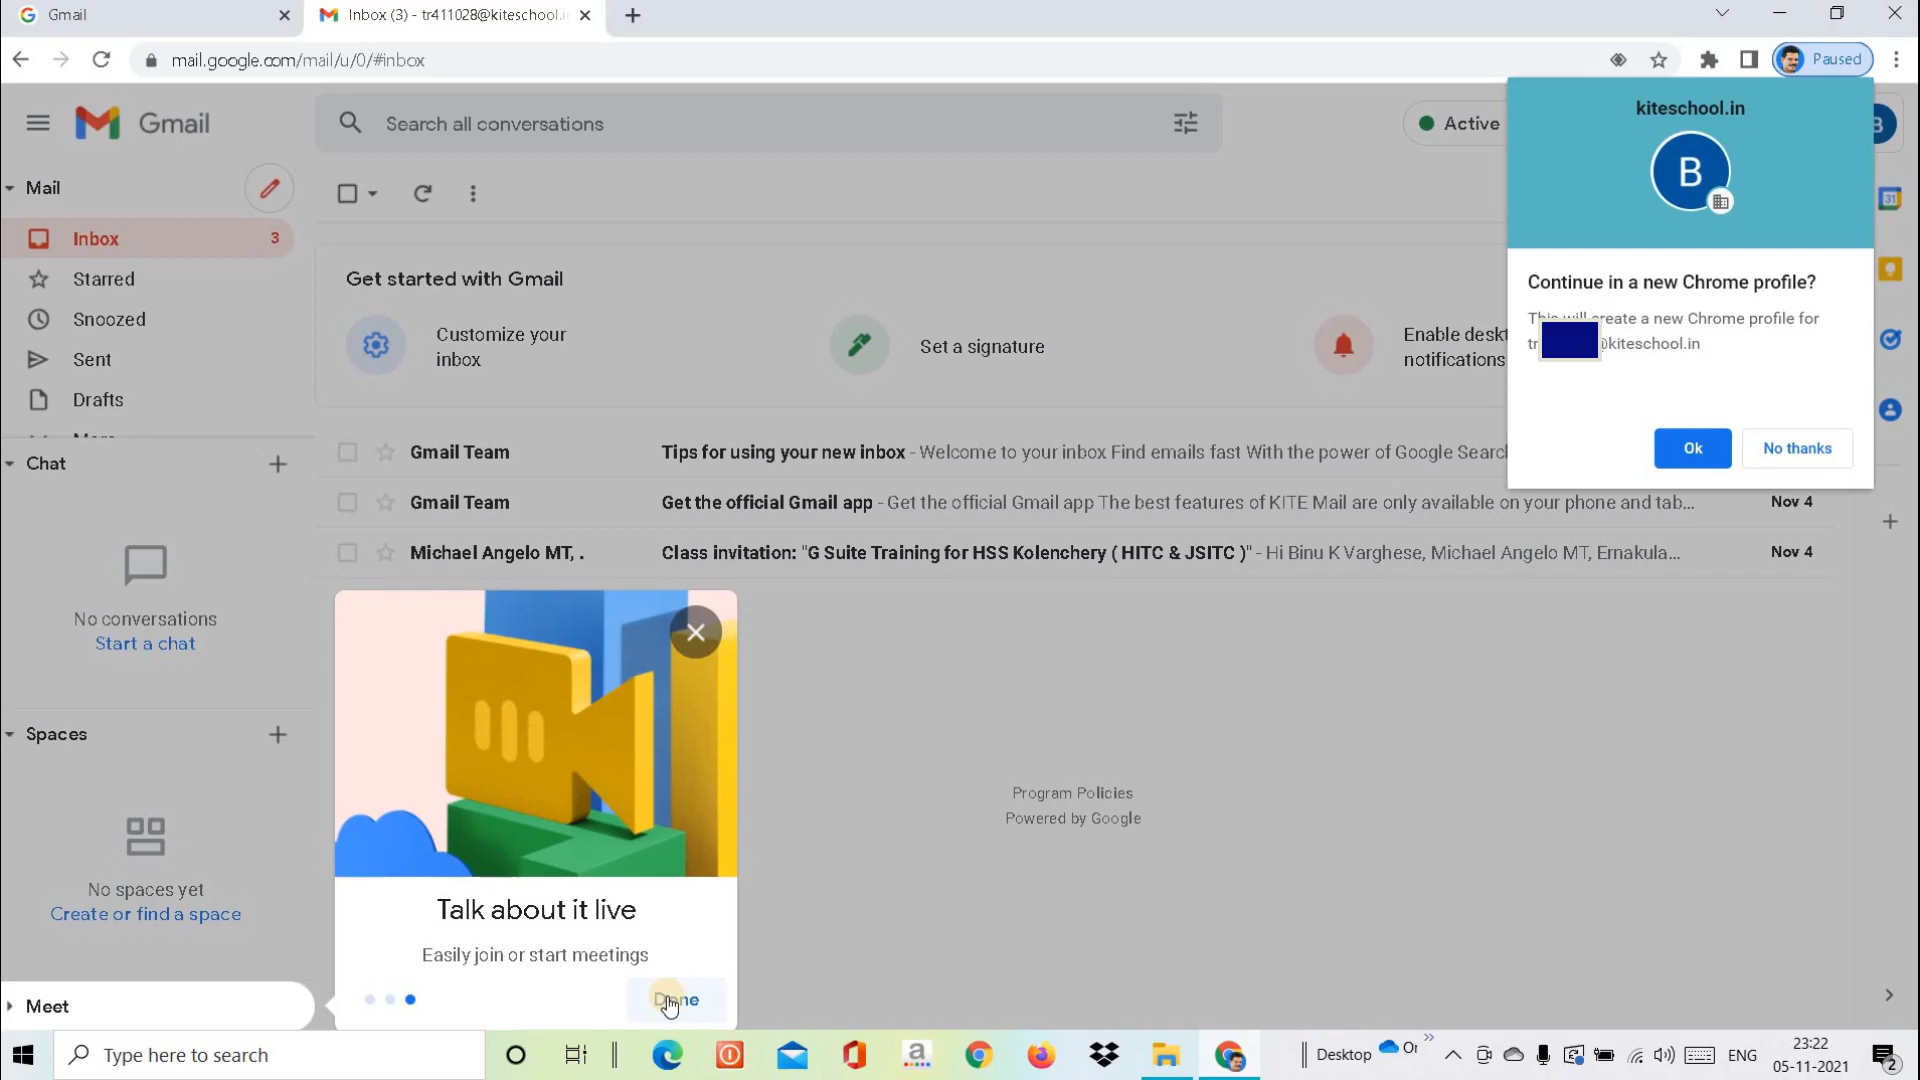 Gmail
Inbox (3) - tr411028@kiteschool.i
mail.google.com/mail/u/0/#inbox
Paused
Gmail
Search all conversations
Active
B
kiteschool.in
B
Mail
Inbox 3
Starred
Snoozed
Sent
Drafts
Get started with Gmail
Customize your
inbox
Set a signature
Enable deskt
notifications
31
Continue in a new Chrome profile?
This will create a new Chrome profile for
tr @kiteschool.in
Ok No thanks
Gmail Team Tips for using your new inbox - Welcome to your inbox Find emails fast With the power of Google Searc
Gmail Team Get the official Gmail app - Get the official Gmail app The best features of KITE Mail are only available on your phone and tab... Nov 4
Michael Angelo MT, . Class invitation: "G Suite Training for HSS Kolenchery ( HITC & JSITC )" - Hi Binu K Varghese, Michael Angelo MT, Ernakula... Nov 4
Chat
No conversations
Start a chat
Spaces
No spaces yet
Create or find a space
Meet
Talk about it live
Easily join or start meetings
Done
Program Policies
Powered by Google
Type here to search
a
Desktop
Or
ENG
23:22
05-11-2021
2